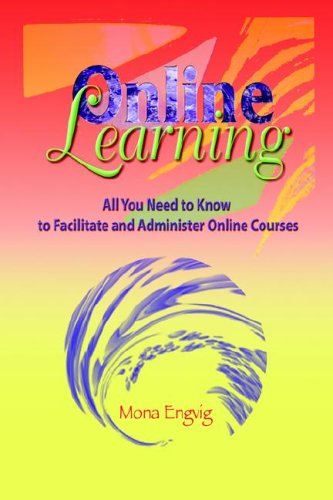 Online
Learning
All You Need to Know
to Facilitate and Administer Online Courses
Mona Engvig